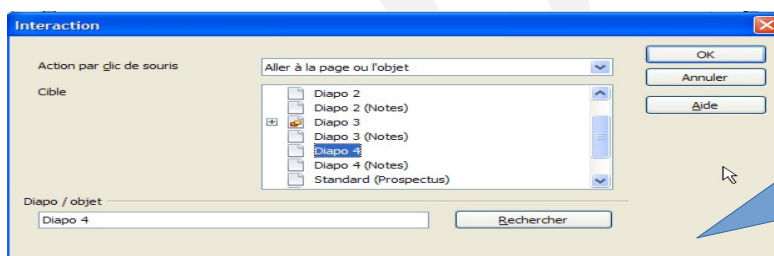 Interaction
Action par clic de souris
Aller à la page ou l'objet
OK
Annuler
Aide
Cible
Diapo 2
Diapo 2 (Notes)
Diapo 3
Diapo 3 (Notes)
Diapo 4
Diapo 4 (Notes)
Standard (Prospectus)
Diapo / objet
Diapo 4
Rechercher